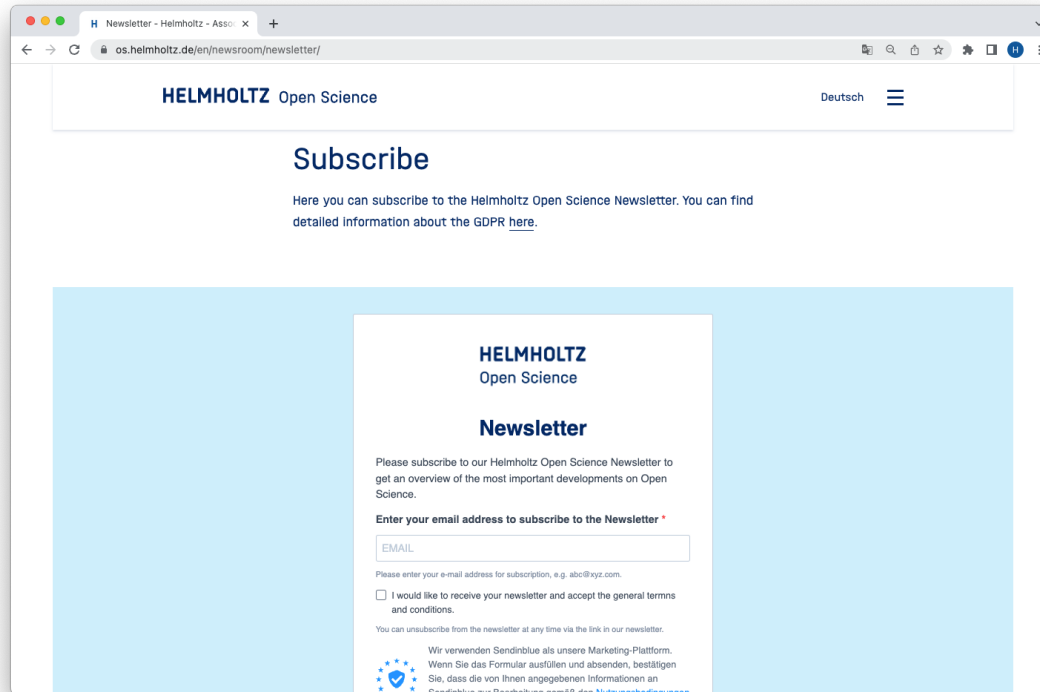 H Newsletter - Helmholtz - Asso
os.helmholtz.de/en/newsroom/newsletter/
H
HELMHOLTZ Open Science
Deutsch
Subscribe
Here you can subscribe to the Helmholtz Open Science Newsletter. You can find
detailed information about the GDPR here.
HELMHOLTZ
Open Science
Newsletter
Please subscribe to our Helmholtz Open Science Newsletter to
get an overview of the most important developments on Open
Science.
Enter your email address to subscribe to the Newsletter *
EMAIL
Please enter your e-mail address for subscription, e.g. abc@xyz.com.
I would like to receive your newsletter and accept the general termns
and conditions.
You can unsubscribe from the newsletter at any time via the link in our newsletter.
Wir verwenden Sendinblue als unsere Marketing-Plattform.
Wenn Sie das Formular ausfüllen und absenden, bestätigen
Sie, dass die von Ihnen angegebenen Informationen an
Sendinblue zur Bearbeitung gemäß den Nutzungsbedingungen